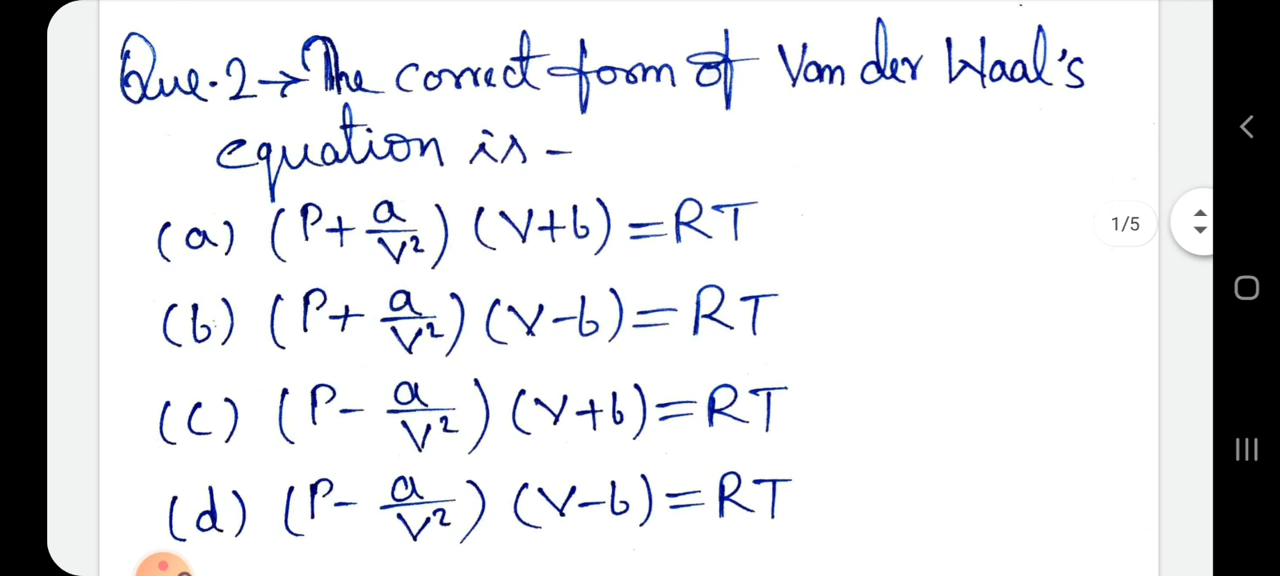 Que.2→The correct form of Van der Waal's
equation is -
(a) (P+ a/V²) (V+b) =RT
(b) (P+ a/V²) (V-b)=RT
(c) (P- a/V²) (V+b)=RT
(d) (P- a/V²) (V-b)=RT
1/5